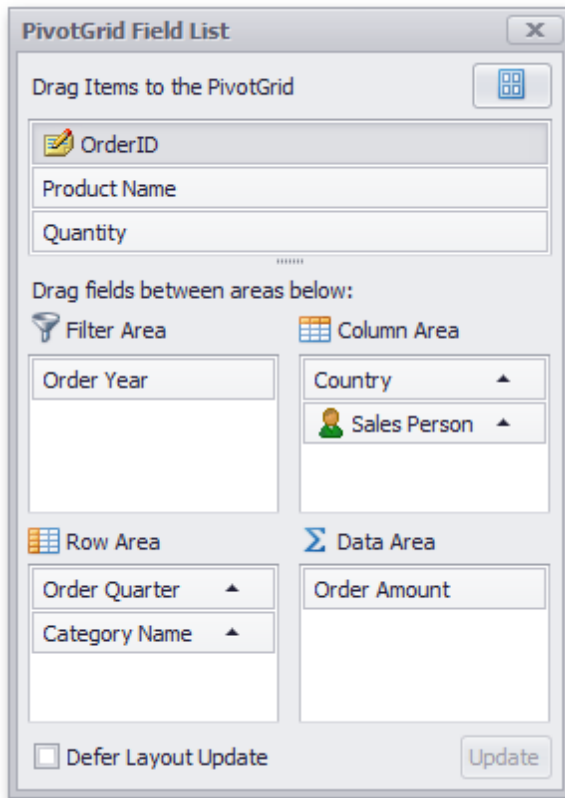 PivotGrid Field List
Drag Items to the PivotGrid
OrderID
Product Name
Quantity
Drag fields between areas below:
Filter Area
Order Year
Column Area
Country
Sales Person
Row Area
Order Quarter
Category Name
Σ Data Area
Order Amount
Defer Layout Update
Update